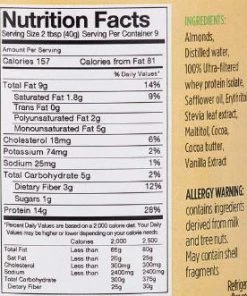 Nutrition Facts
Serving Size 2 tbsp (40g) Serving Per Container 9
Amount Per Serving
Calories 157 Calories from Fat 81
% Daily Values*
Total Fat 9g 14%
Saturated Fat 1.8g 9%
Trans Fat 0g
Polyunsaturated Fat 2g
Monounsaturated Fat 5g
Cholesterol 18mg 6%
Potassium 74mg 2%
Sodium 25mg 1%
Total Carbohydrate 5g 2%
Dietary Fiber 3g 12%
Sugars 1g
Protein 14g 28%
*Percent Daily Values are based on a 2,000 calorie diet. Your Daily
Values may be higher or lower depending on your calorie needs.
Calories 2,000 2,500
Total Fat Less than 65g 80g
Sat Fat Less than 20g 25g
Cholesterol Less than 300mg 300mg
Sodium Less than 2400mg 2400mg
Total Carbohydrate 300g 375g
Dietary Fiber 25g 30g
INGREDIENTS:
Almonds,
Distilled water,
100% Ultra-filtered
whey protein isolate,
Safflower oil, Erythrit
Stevia leaf extract,
Maltitol, Cocoa,
Cocoa butter,
Vanilla Extract
ALLERGY WARNING:
contains ingredients
derived from milk
and tree nuts.
May contain shell
fragments
Refrige